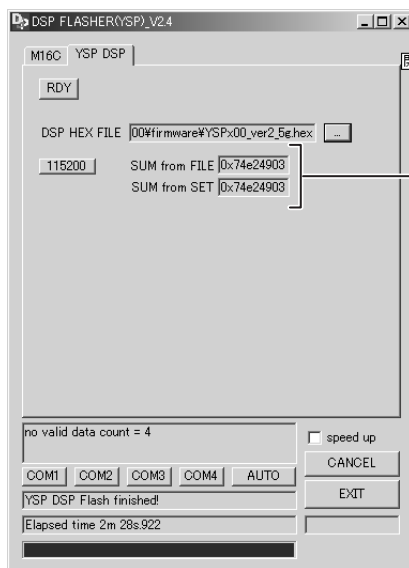 DSP FLASHER(YSP)_V2.4
M16C YSP DSP
RDY
DSP HEX FILE 00¥firmware¥YSPx00_ver2_5g.hex ...
115200 SUM from FILE 0x74e24903
SUM from SET 0x74e24903
no valid data count = 4
speed up
CANCEL
COM1 COM2 COM3 COM4 AUTO
YSP DSP Flash finished!
EXIT
Elapsed time 2m 28s.922